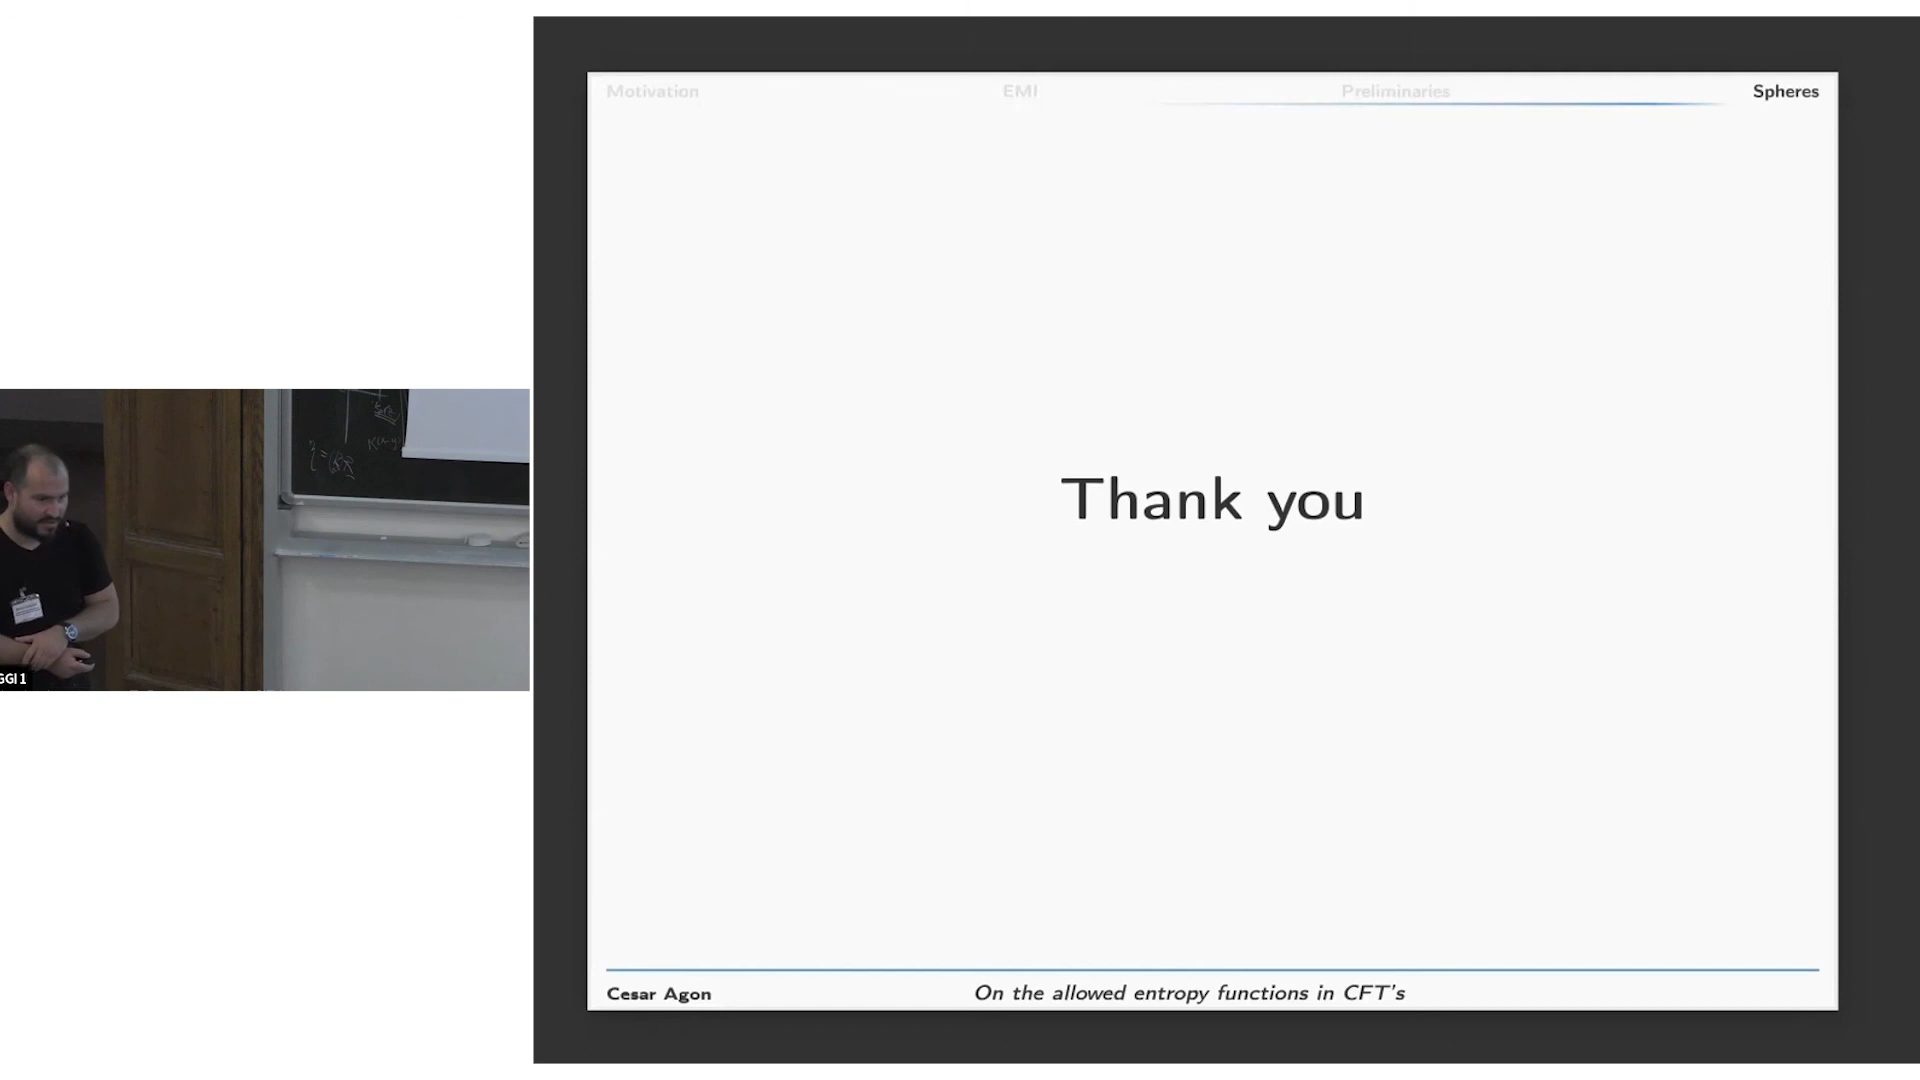 Motivation EMI Preliminaries Spheres
Thank you
Cesar Agon On the allowed entropy functions in CFT's
GGI 1